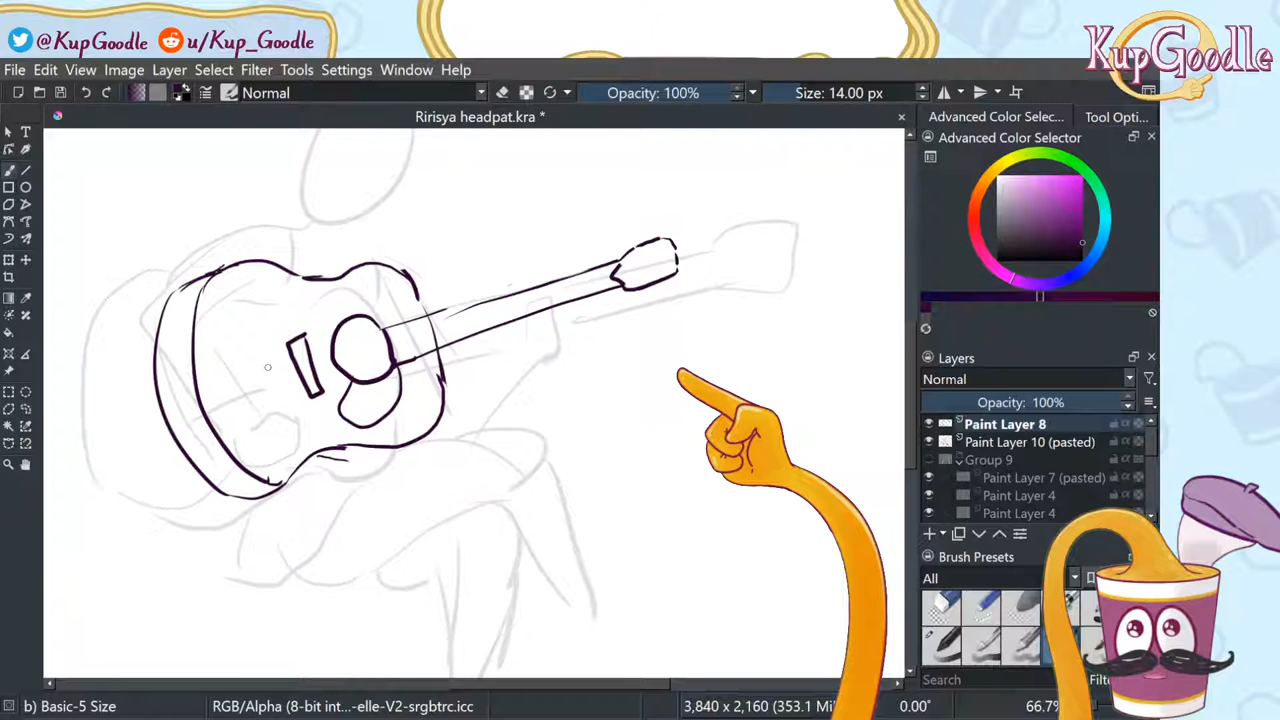 @KupGoodle u/Kup_Goodle
KupGoodle
File Edit View Image Layer Select Filter Tools Settings Window Help
Normal Opacity: 100% Size: 14.00 px
Ririsya headpat.kra *
Advanced Color Selec... Tool Opti...
Advanced Color Selector
Layers
Normal
Opacity: 100%
Paint Layer 8
Paint Layer 10 (pasted)
Group 9
Paint Layer 7 (pasted)
Paint Layer 4
Paint Layer 4
Brush Presets
All
Search
b) Basic-5 Size RGB/Alpha (8-bit int...-elle-V2-srgbtrc.icc 3,840 x 2,160 (353.1 Mi 0.00° 66.7%